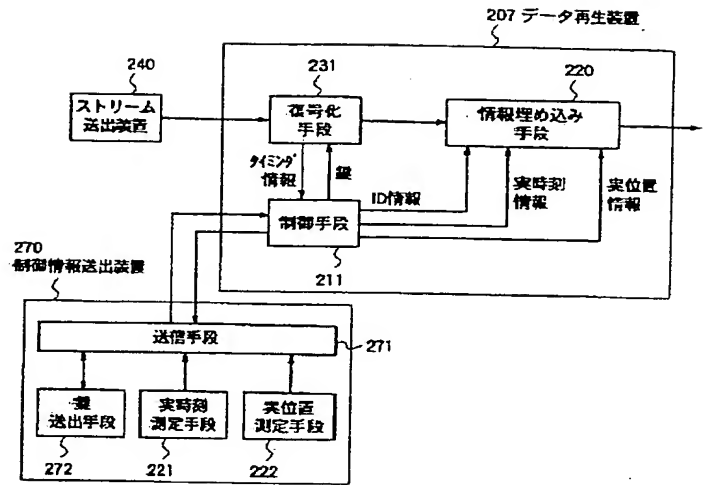 207 データ再生装置
240
ストリーム
送出装置
231
復号化
手段
220
情報埋め込み
手段
タイミング
情報
鍵
ID情報
実時刻
情報
実位置
情報
制御手段
211
270
制御情報送出装置
送信手段
271
鍵
送出手段
272
実時刻
測定手段
221
実位置
測定手段
222